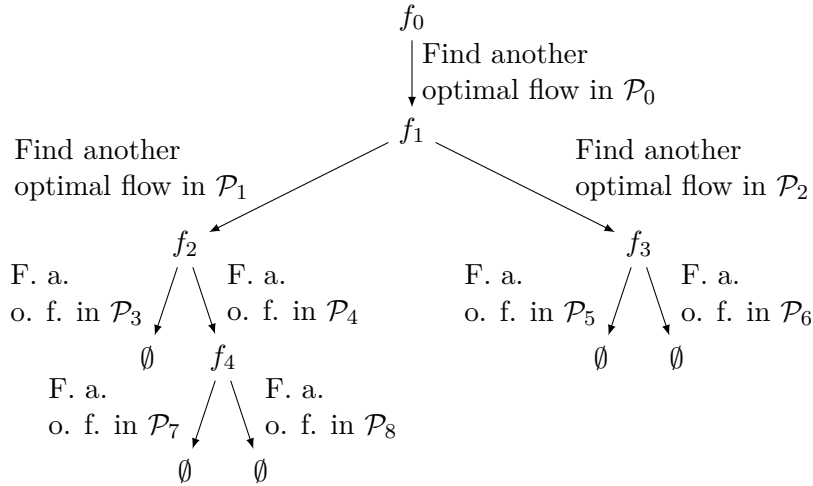 f₀
Find another
optimal flow in 𝒫₀
f₁
Find another
optimal flow in 𝒫₁
Find another
optimal flow in 𝒫₂
f₂
f₃
F. a.
o. f. in 𝒫₃
F. a.
o. f. in 𝒫₄
F. a.
o. f. in 𝒫₅
F. a.
o. f. in 𝒫₆
∅
f₄
∅
∅
F. a.
o. f. in 𝒫₇
F. a.
o. f. in 𝒫₈
∅
∅